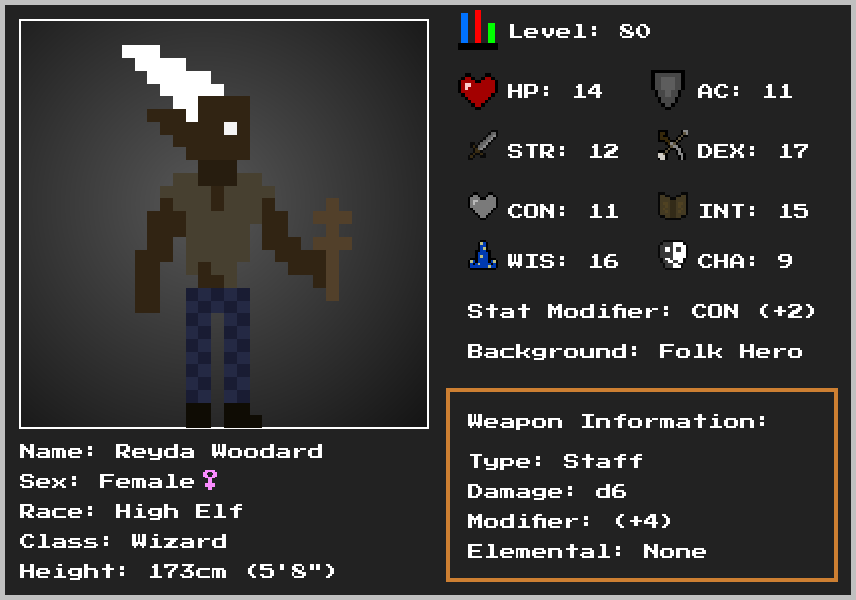 Level: 80
HP: 14
AC: 11
STR: 12
DEX: 17
CON: 11
INT: 15
WIS: 16
CHA: 9
Stat Modifier: CON (+2)
Background: Folk Hero
Weapon Information:
Type: Staff
Damage: d6
Modifier: (+4)
Elemental: None
Name: Reyda Woodard
Sex: Female♀
Race: High Elf
Class: Wizard
Height: 173cm (5'8")